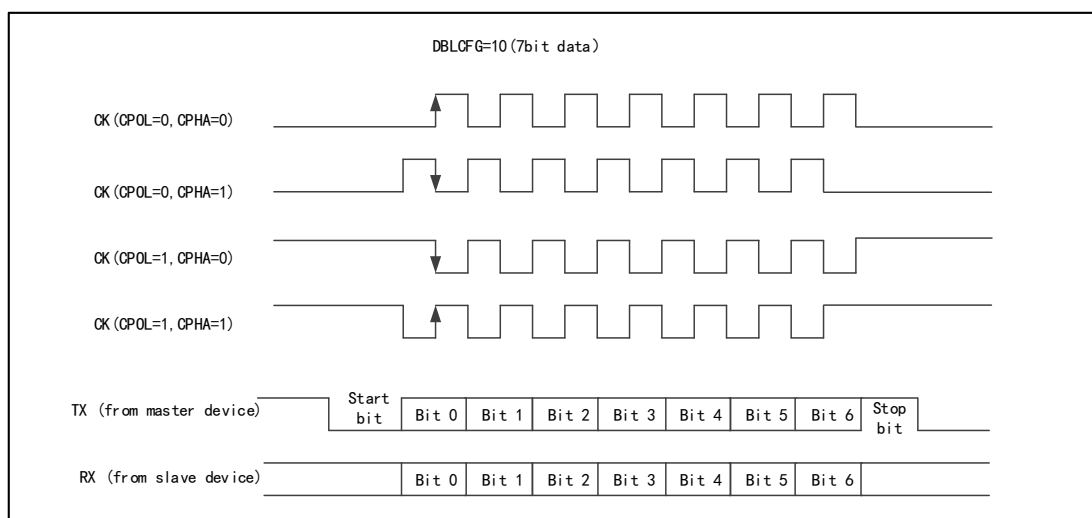 DBLCFG=10(7bit data)
CK(CPOL=0,CPHA=0)
CK(CPOL=0,CPHA=1)
CK(CPOL=1,CPHA=0)
CK(CPOL=1,CPHA=1)
TX (from master device) Start bit Bit 0 Bit 1 Bit 2 Bit 3 Bit 4 Bit 5 Bit 6 Stop bit
RX (from slave device) Bit 0 Bit 1 Bit 2 Bit 3 Bit 4 Bit 5 Bit 6